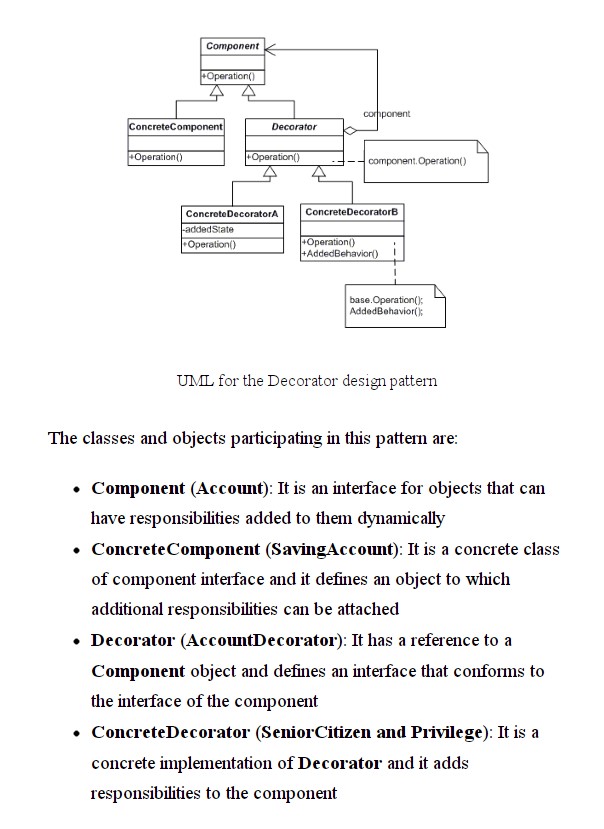 Component
+Operation()
component
ConcreteComponent
+Operation()
Decorator
+Operation()
component.Operation()
ConcreteDecoratorA
-addedState
+Operation()
ConcreteDecoratorB
+Operation()
+AddedBehavior()
base.Operation();
AddedBehavior();
UML for the Decorator design pattern
The classes and objects participating in this pattern are:
• Component (Account): It is an interface for objects that can
have responsibilities added to them dynamically
• ConcreteComponent (SavingAccount): It is a concrete class
of component interface and it defines an object to which
additional responsibilities can be attached
• Decorator (AccountDecorator): It has a reference to a
Component object and defines an interface that conforms to
the interface of the component
• ConcreteDecorator (SeniorCitizen and Privilege): It is a
concrete implementation of Decorator and it adds
responsibilities to the component